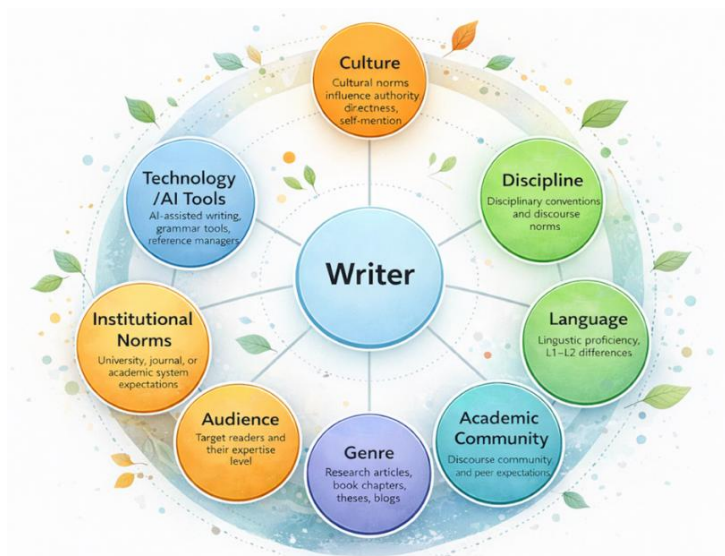 Culture
Cultural norms
influence authority
directness,
self-mention
Technology
/AI Tools
AI-assisted writing,
grammar tools,
reference managers
Discipline
Disciplinary conventions
and discourse
norms
Writer
Institutional
Norms
University, journal, or
academic system
expectations
Language
Lingustic proficiency,
L1–L2 differences
Audience
Target readers and
their expertise
level
Genre
Research articles,
book chapters,
theses, blogs
Academic
Community
Discourse community
and peer expectations